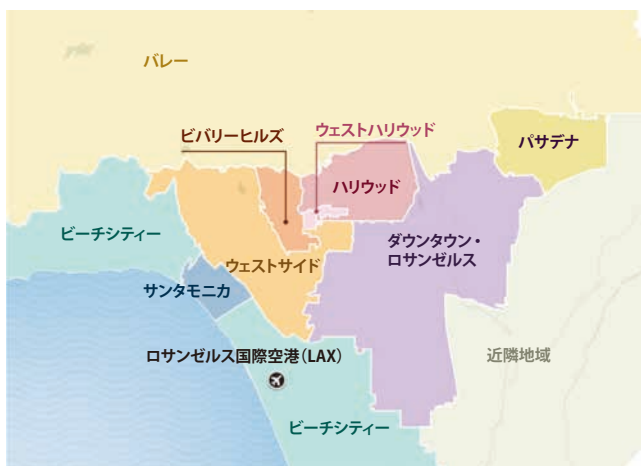 バレー
ビバリーヒルズ
ウェストハリウッド
パサデナ
ハリウッド
ビーチシティー
ダウンタウン・
ロサンゼルス
ウェストサイド
サンタモニカ
ロサンゼルス国際空港(LAX)
近隣地域
ビーチシティー